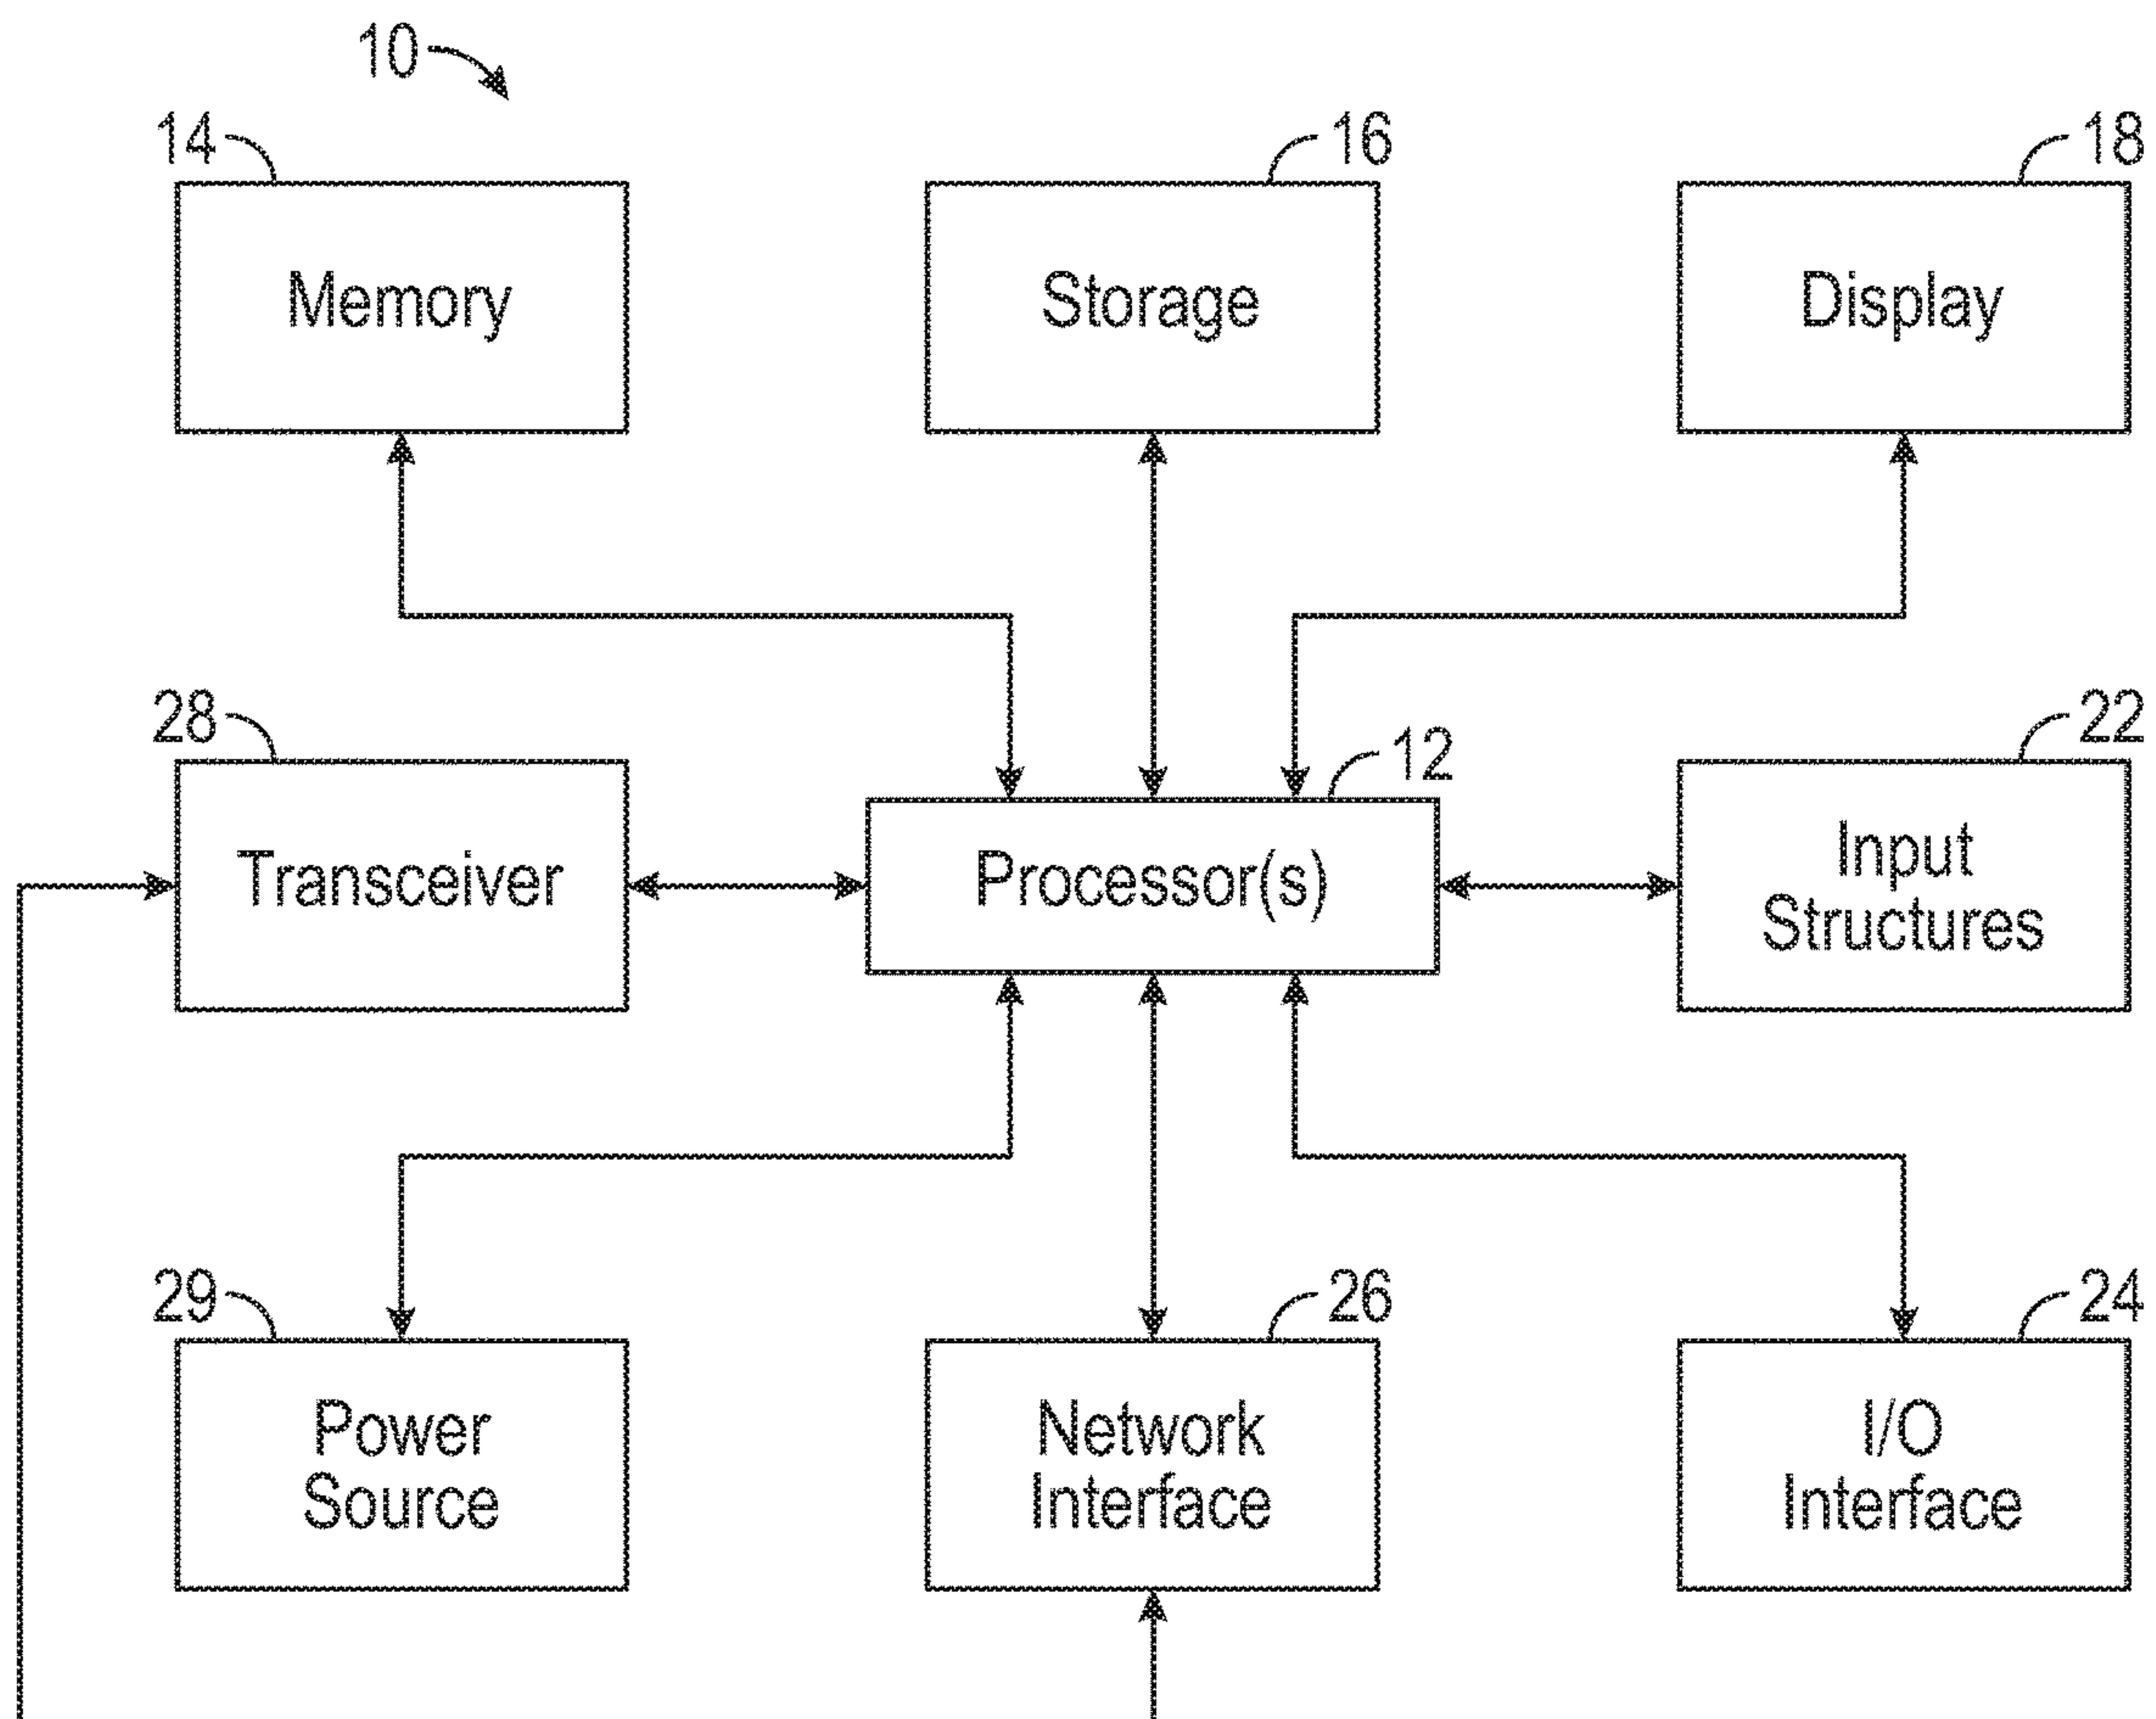 10
14
16
18
Memory
Storage
Display
28
12
22
Transceiver
Processor(s)
Input
Structures
29
26
24
Power
Source
Network
Interface
I/O
Interface